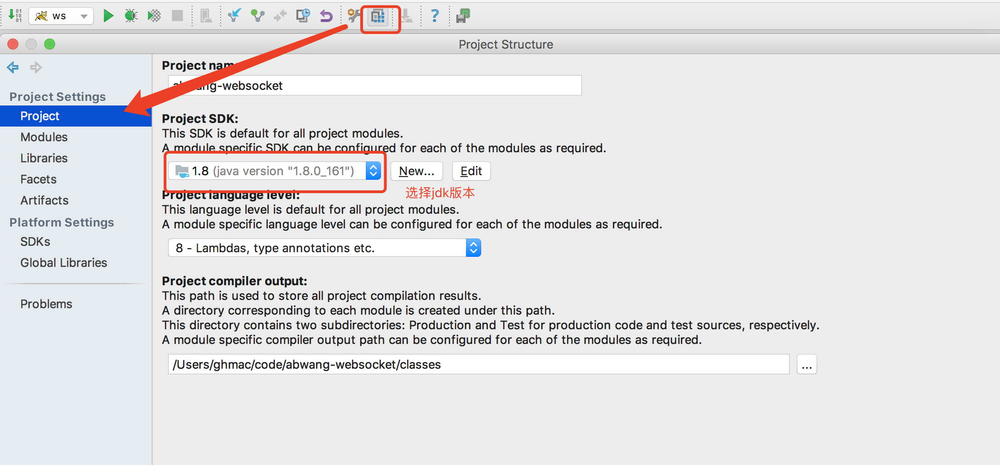 ws
Project Structure
Project nam
Project Settings
-websocket
Project
Project SDK:
This SDK is default for all project modules.
Modules
A module specific SDK can be configured for each of the modules as required.
Libraries
1.8 (java version "1.8.0_161")
New...
Edit
Facets
选择jdk版本
Project language level:
Artifacts
This language level is default for all project modules.
Platform Settings
A module specific language level can be configured for each of the modules as required.
SDKs
8 - Lambdas, type annotations etc.
Global Libraries
Project compiler output:
This path is used to store all project compilation results.
Problems
A directory corresponding to each module is created under this path.
This directory contains two subdirectories: Production and Test for production code and test sources, respectively.
A module specific compiler output path can be configured for each of the modules as required.
/Users/ghmac/code/abwang-websocket/classes
...